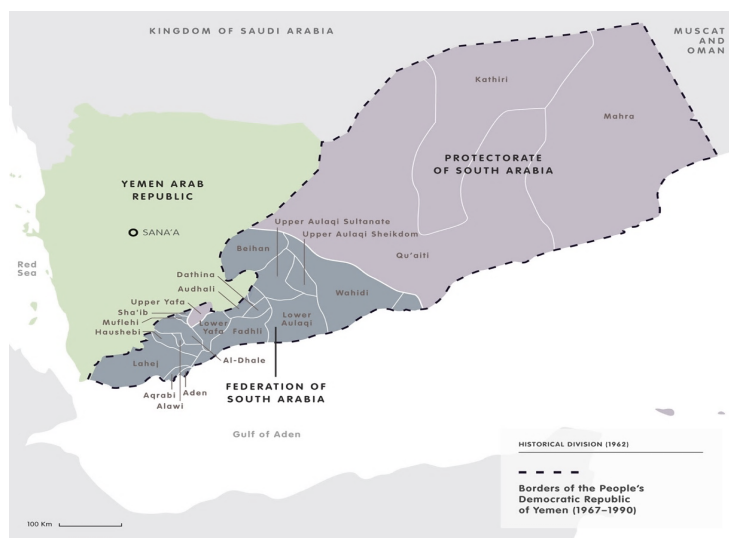 KINGDOM OF SAUDI ARABIA
MUSCAT
AND
OMAN
Kathiri
Mahra
PROTECTORATE
OF SOUTH ARABIA
YEMEN ARAB
REPUBLIC
SANA'A
Red
Sea
Upper Aulaqi Sultanate
Upper Aulaqi Sheikdom
Beihan
Qu'aiti
Dathina
Audhali
Wahidi
Upper Yafa
Sha'ib
Muflehi
Haushebi
Lower
Yafa
Fadhli
Lower
Aulaqi
Lahej
Al-Dhale
Aqrabi
Aden
Alawi
FEDERATION OF
SOUTH ARABIA
Gulf of Aden
HISTORICAL DIVISION (1962)
Borders of the People's
Democratic Republic
of Yemen (1967–1990)
100 Km